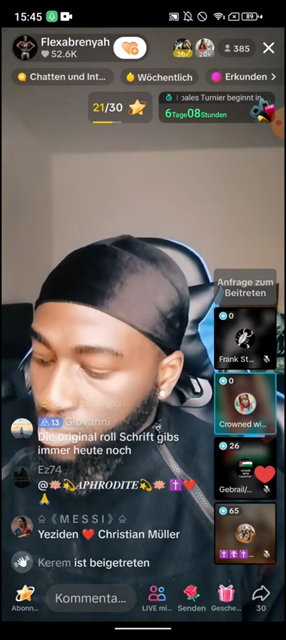 15:45
89
Flexabrenyah
52.6K
385
Chatten und Int...
Wöchentlich
Erkunden
21/30
bales Turnier beginnt in
6Tage08Stunden
Anfrage zum
Beitreten
0
Frank St...
0
Crowned wi...
26
Gebrail/...
65
13 Giovanni
Die original roll Schrift gibs
immer heute noch
Ez74
@🪷💫𝑨𝑷𝑯𝑹𝑶𝑫𝑰𝑻𝑬💫🪷✝️❤️
🙏
《MESSI》
Yeziden ❤️ Christian Müller
Kerem ist beigetreten
Abonn...
Kommenta...
LIVE mi...
Senden
Gesche...
30